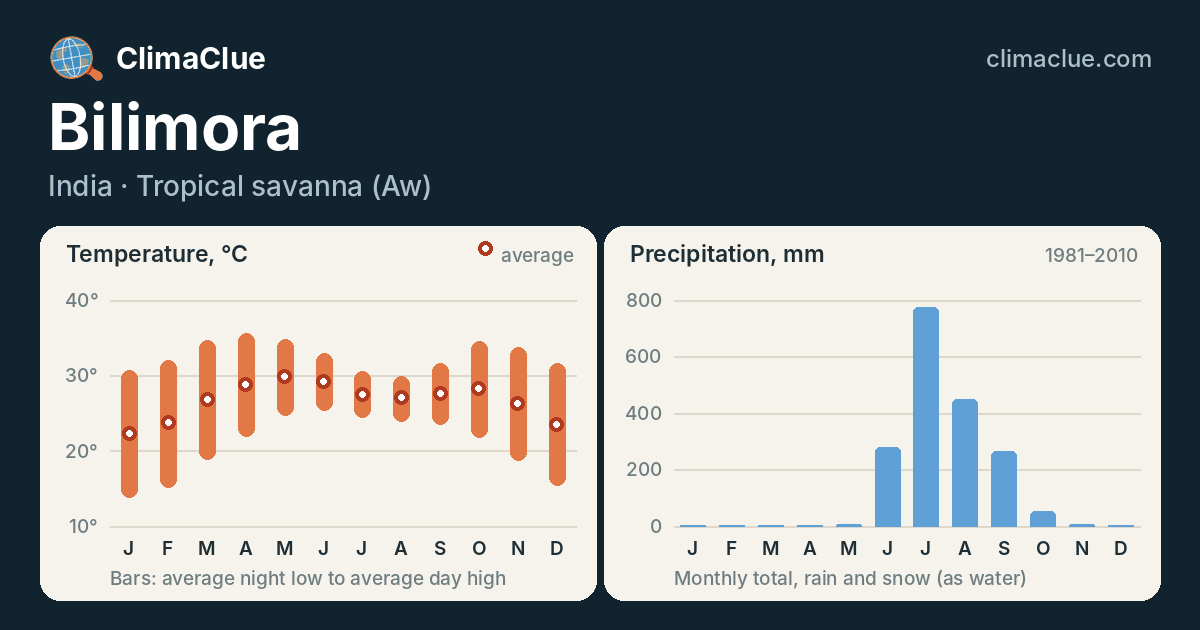 ClimaClue
climaclue.com
Bilimora
India · Tropical savanna (Aw)
Temperature, °C
average
40°
30°
20°
10°
J F M A M J J A S O N D
Bars: average night low to average day high
Precipitation, mm
1981–2010
800
600
400
200
0
J F M A M J J A S O N D
Monthly total, rain and snow (as water)